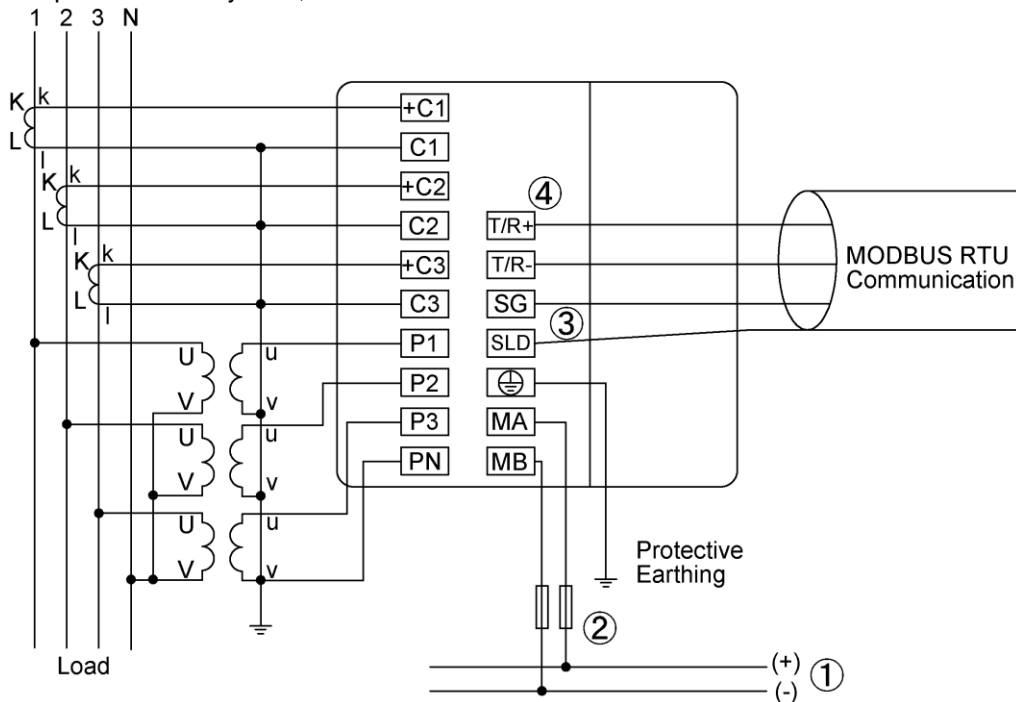 1 2 3 N
K k
L l
K k
L l
K k
L l
+C1
C1
+C2
C2
+C3
C3
P1
P2
P3
PN
④
T/R+
T/R-
SG
③
SLD
MA
MB
MODBUS RTU
Communication
U u
V v
U u
V v
U u
V v
Protective
Earthing
②
(+) ①
(-)
Load